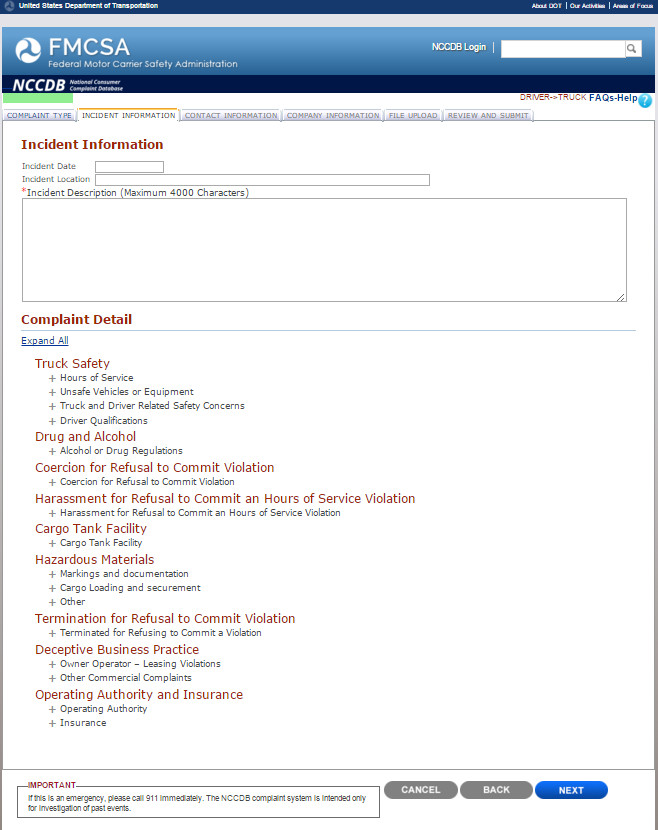 United States Department of Transportation
About DOT | Our Activities | Areas of Focus
FMCSA
Federal Motor Carrier Safety Administration
NCCDB Login |
NCCDB National Consumer
Complaint Database
DRIVER->TRUCK FAQs-Help ?
COMPLAINT TYPE INCIDENT INFORMATION CONTACT INFORMATION COMPANY INFORMATION FILE UPLOAD REVIEW AND SUBMIT
Incident Information
Incident Date
Incident Location
*Incident Description (Maximum 4000 Characters)
Complaint Detail
Expand All
Truck Safety
+ Hours of Service
+ Unsafe Vehicles or Equipment
+ Truck and Driver Related Safety Concerns
+ Driver Qualifications
Drug and Alcohol
+ Alcohol or Drug Regulations
Coercion for Refusal to Commit Violation
+ Coercion for Refusal to Commit Violation
Harassment for Refusal to Commit an Hours of Service Violation
+ Harassment for Refusal to Commit an Hours of Service Violation
Cargo Tank Facility
+ Cargo Tank Facility
Hazardous Materials
+ Markings and documentation
+ Cargo Loading and securement
+ Other
Termination for Refusal to Commit Violation
+ Terminated for Refusing to Commit a Violation
Deceptive Business Practice
+ Owner Operator – Leasing Violations
+ Other Commercial Complaints
Operating Authority and Insurance
+ Operating Authority
+ Insurance
IMPORTANT
If this is an emergency, please call 911 immediately. The NCCDB complaint system is intended only
for investigation of past events.
CANCEL BACK NEXT